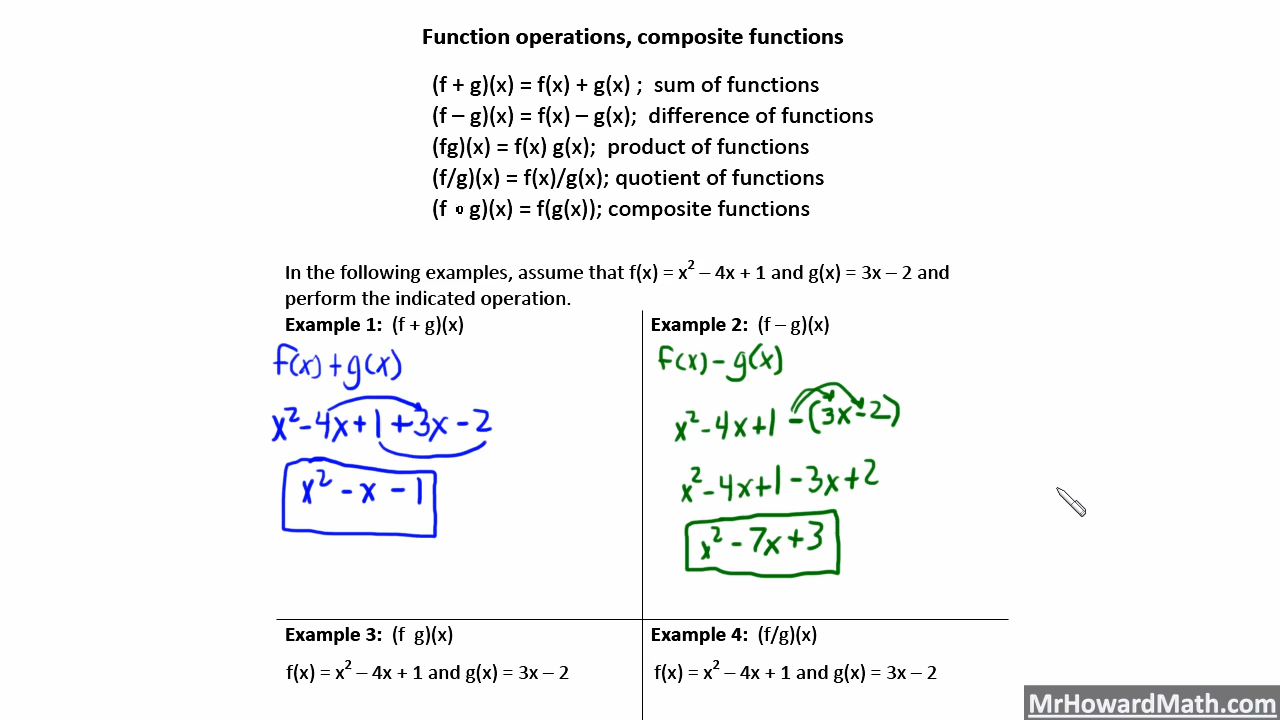 Function operations, composite functions
(f + g)(x) = f(x) + g(x) ; sum of functions
(f – g)(x) = f(x) – g(x); difference of functions
(fg)(x) = f(x) g(x); product of functions
(f/g)(x) = f(x)/g(x); quotient of functions
(f ∘ g)(x) = f(g(x)); composite functions
In the following examples, assume that f(x) = x² – 4x + 1 and g(x) = 3x – 2 and
perform the indicated operation.
Example 1: (f + g)(x)
f(x) + g(x)
x² - 4x + 1 + 3x - 2
x² - x - 1
Example 2: (f – g)(x)
f(x) - g(x)
x² - 4x + 1 - (3x - 2)
x² - 4x + 1 - 3x + 2
x² - 7x + 3
Example 3: (f g)(x)
f(x) = x² – 4x + 1 and g(x) = 3x – 2
Example 4: (f/g)(x)
f(x) = x² – 4x + 1 and g(x) = 3x – 2
MrHowardMath.com